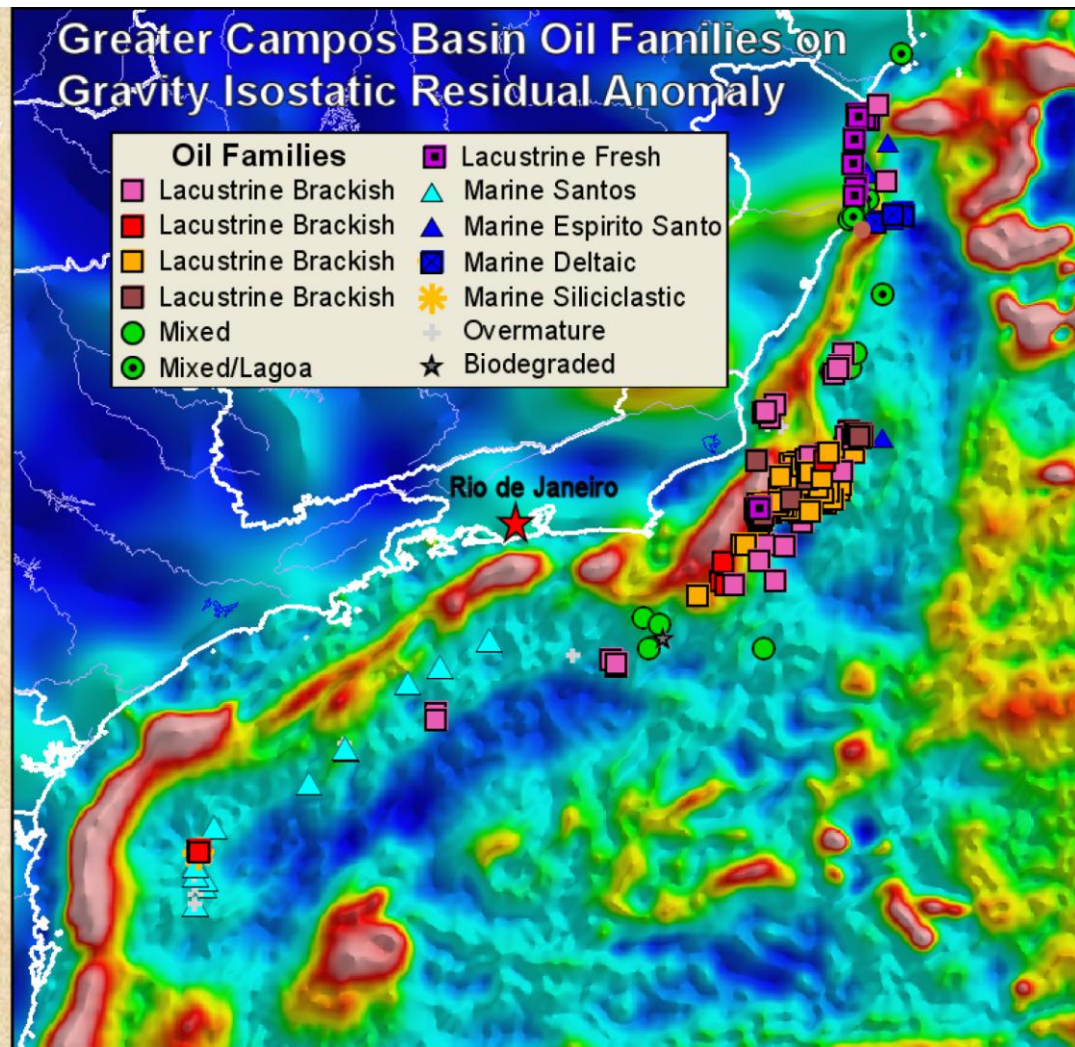 Greater Campos Basin Oil Families on
Gravity Isostatic Residual Anomaly
Oil Families
Lacustrine Brackish
Lacustrine Brackish
Lacustrine Brackish
Lacustrine Brackish
Mixed
Mixed/Lagoa
Lacustrine Fresh
Marine Santos
Marine Espirito Santo
Marine Deltaic
Marine Siliciclastic
Overmature
Biodegraded
Rio de Janeiro